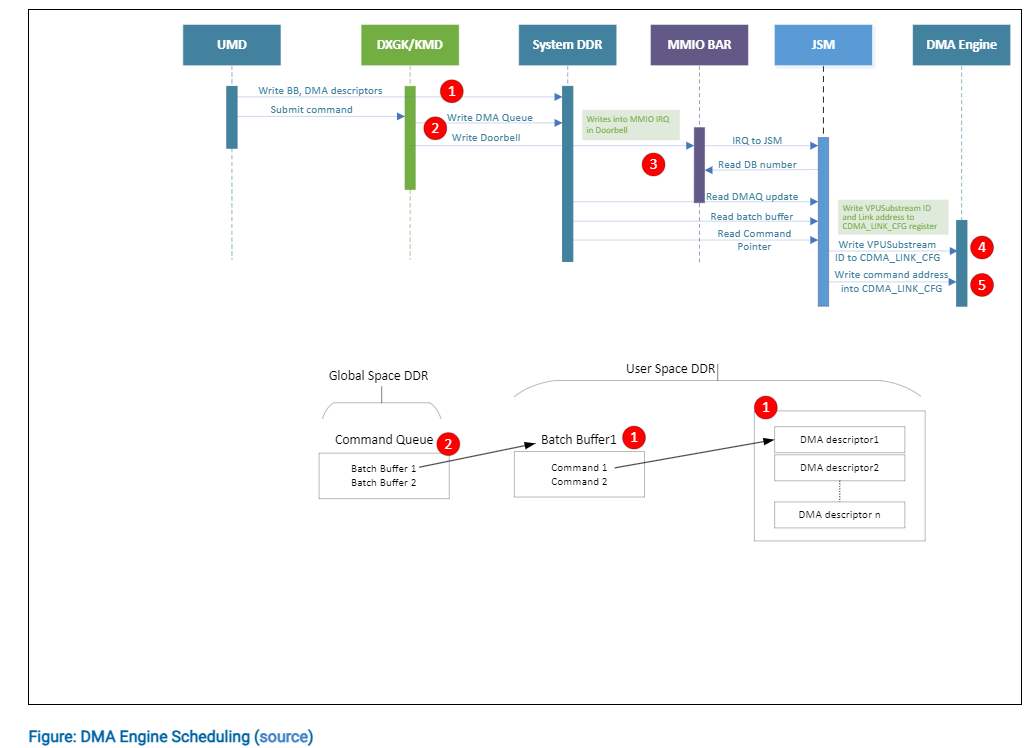 UMD
DXGK/KMD
System DDR
MMIO BAR
JSM
DMA Engine
Write BB, DMA descriptors
1
Submit command
2
Write DMA Queue
Write Doorbell
Writes into MMIO IRQ
in Doorbell
3
IRQ to JSM
Read DB number
Read DMAQ update
Read batch buffer
Read Command
Pointer
Write VPUSubstream ID
and Link address to
CDMA_LINK_CFG register
Write VPUSubstream
ID to CDMA_LINK_CFG
4
Write command address
into CDMA_LINK_CFG
5
Global Space DDR
User Space DDR
Command Queue
2
Batch Buffer 1
Batch Buffer 2
Batch Buffer1
1
Command 1
Command 2
1
DMA descriptor1
DMA descriptor2
DMA descriptor n
Figure: DMA Engine Scheduling (source)